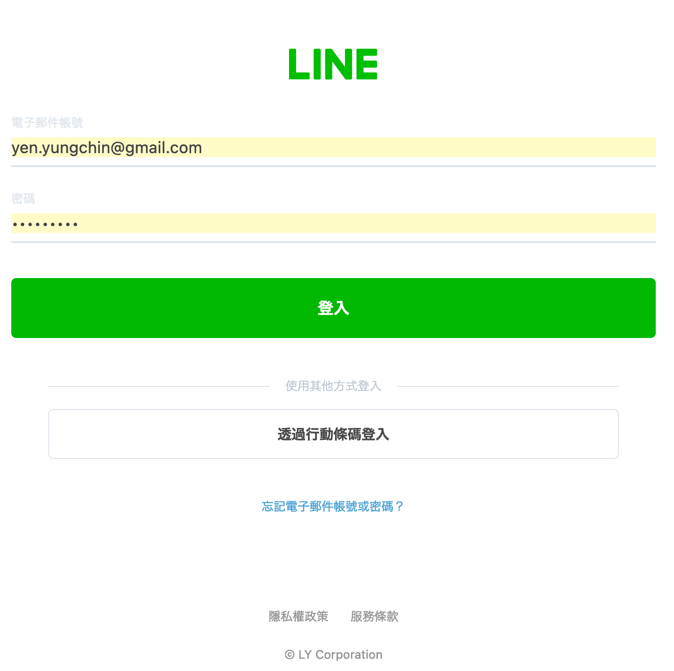 LINE
電子郵件帳號
yen.yungchin@gmail.com
密碼
•••••••••
登入
使用其他方式登入
透過行動條碼登入
忘記電子郵件帳號或密碼？
隱私權政策 服務條款
© LY Corporation